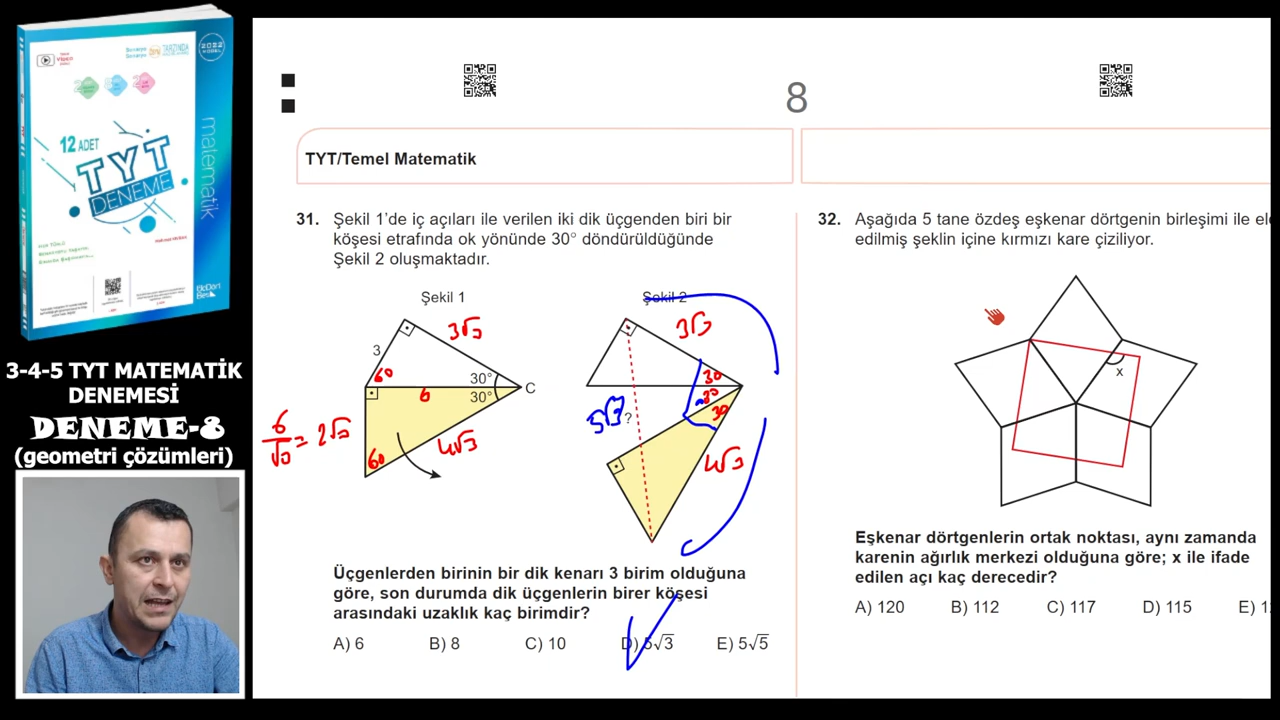 2022
TARZINDA
12 ADET
TYT
DENEME
matematik
3-4-5 TYT MATEMATİK
DENEMESİ
DENEME-8
(geometri çözümleri)
8
TYT/Temel Matematik
31. Şekil 1'de iç açıları ile verilen iki dik üçgenden biri bir
köşesi etrafında ok yönünde 30° döndürüldüğünde
Şekil 2 oluşmaktadır.
Şekil 1
Şekil 2
3
3√3
60
30°
30°
C
6
6/√3 = 2√3
60
4√3
3√3
30
30
30
5√3
?
4√3
Üçgenlerden birinin bir dik kenarı 3 birim olduğuna
göre, son durumda dik üçgenlerin birer köşesi
arasındaki uzaklık kaç birimdir?
A) 6 B) 8 C) 10 D) 5√3 E) 5√5
32. Aşağıda 5 tane özdeş eşkenar dörtgenin birleşimi ile el
edilmiş şeklin içine kırmızı kare çiziliyor.
x
Eşkenar dörtgenlerin ortak noktası, aynı zamanda
karenin ağırlık merkezi olduğuna göre; x ile ifade
edilen açı kaç derecedir?
A) 120 B) 112 C) 117 D) 115 E) 1